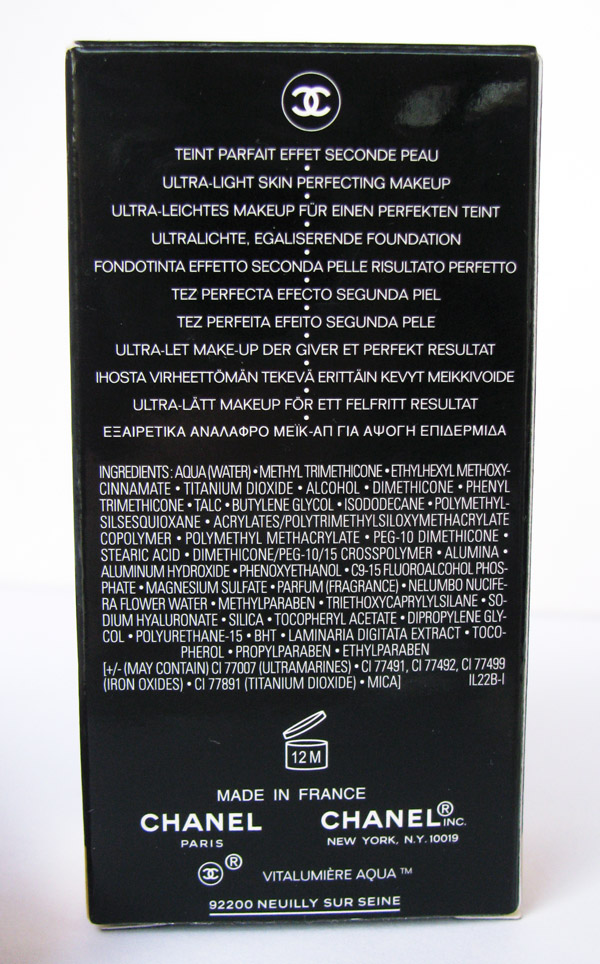 TEINT PARFAIT EFFET SECONDE PEAU
ULTRA-LIGHT SKIN PERFECTING MAKEUP
ULTRA-LEICHTES MAKEUP FÜR EINEN PERFEKTEN TEINT
ULTRALICHTE, EGALISERENDE FOUNDATION
FONDOTINTA EFFETTO SECONDA PELLE RISULTATO PERFETTO
TEZ PERFECTA EFECTO SEGUNDA PIEL
TEZ PERFEITA EFEITO SEGUNDA PELE
ULTRA-LET MAKE-UP DER GIVER ET PERFEKT RESULTAT
IHOSTA VIRHEETTÖMÄN TEKEVÄ ERITTÄIN KEVYT MEIKKIVOIDE
ULTRA-LÄTT MAKEUP FÖR ETT FELFRITT RESULTAT
ΕΞΑΙΡΕΤΙΚΑ ΑΝΑΛΑΦΡΟ ΜΕΪΚ-ΑΠ ΓΙΑ ΑΨΟΓΗ ΕΠΙΔΕΡΜΙΔΑ
INGREDIENTS: AQUA (WATER) • METHYL TRIMETHICONE • ETHYLHEXYL METHOXY-
CINNAMATE • TITANIUM DIOXIDE • ALCOHOL • DIMETHICONE • PHENYL
TRIMETHICONE • TALC • BUTYLENE GLYCOL • ISODODECANE • POLYMETHYL-
SILSESQUIOXANE • ACRYLATES/POLYTRIMETHYLSILOXYMETHACRYLATE
COPOLYMER • POLYMETHYL METHACRYLATE • PEG-10 DIMETHICONE •
STEARIC ACID • DIMETHICONE/PEG-10/15 CROSSPOLYMER • ALUMINA •
ALUMINUM HYDROXIDE • PHENOXYETHANOL • C9-15 FLUOROALCOHOL PHOS-
PHATE • MAGNESIUM SULFATE • PARFUM (FRAGRANCE) • NELUMBO NUCIFE-
RA FLOWER WATER • METHYLPARABEN • TRIETHOXYCAPRYLYLSILANE • SO-
DIUM HYALURONATE • SILICA • TOCOPHERYL ACETATE • DIPROPYLENE GLY-
COL • POLYURETHANE-15 • BHT • LAMINARIA DIGITATA EXTRACT • TOCO-
PHEROL • PROPYLPARABEN • ETHYLPARABEN
[+/- (MAY CONTAIN) CI 77007 (ULTRAMARINES) • CI 77491, CI 77492, CI 77499
(IRON OXIDES) • CI 77891 (TITANIUM DIOXIDE) • MICA] IL22B-I
12 M
MADE IN FRANCE
CHANEL CHANEL® INC.
PARIS NEW YORK, N.Y. 10019
® VITALUMIÈRE AQUA ™
92200 NEUILLY SUR SEINE